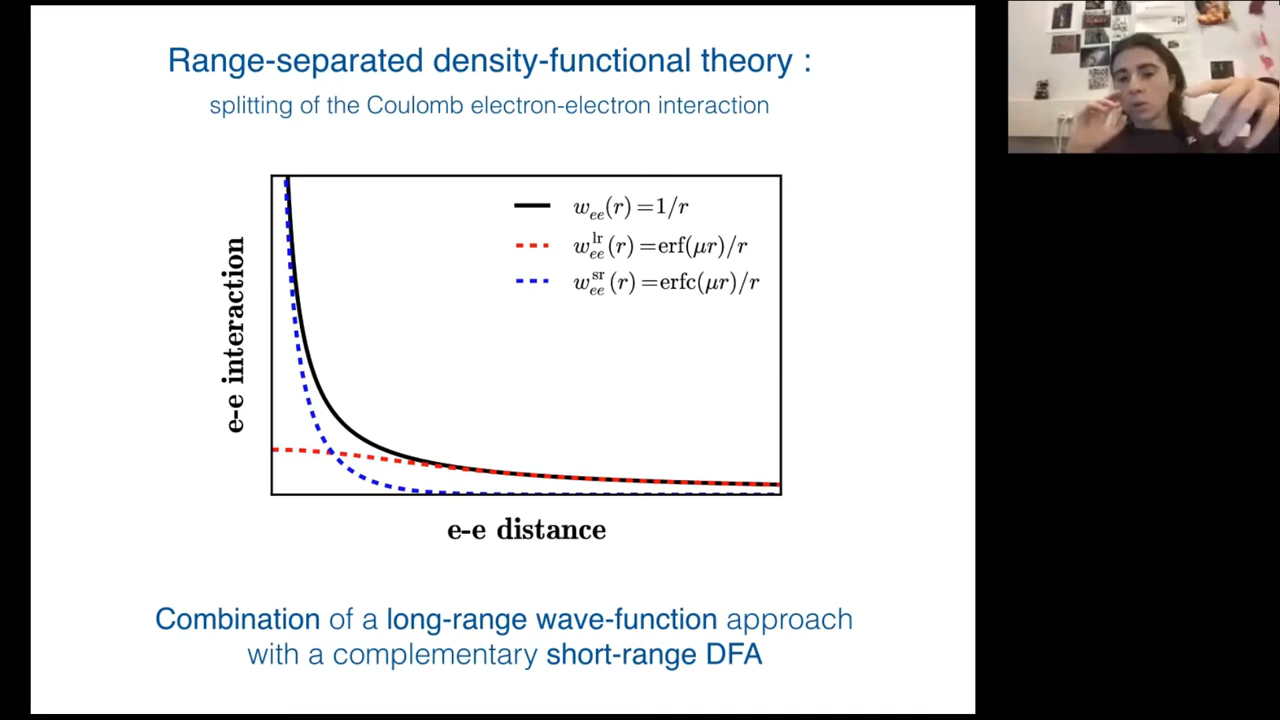 Range-separated density-functional theory :
splitting of the Coulomb electron-electron interaction
w_ee(r)=1/r
w_ee^lr(r)=erf(μr)/r
w_ee^sr(r)=erfc(μr)/r
e-e interaction
e-e distance
Combination of a long-range wave-function approach
with a complementary short-range DFA